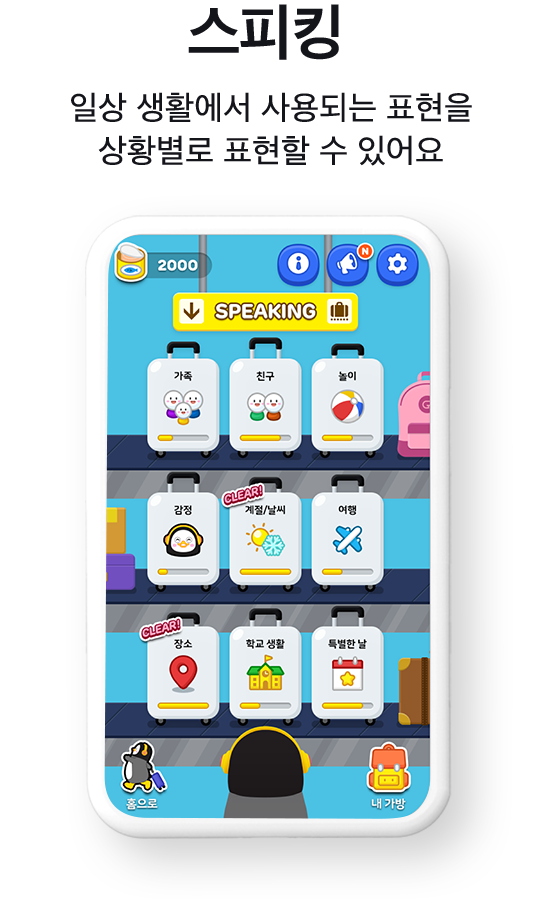 스피킹
일상 생활에서 사용되는 표현을
상황별로 표현할 수 있어요
2000
N
SPEAKING
가족
친구
놀이
G
감정
CLEAR!
계절/날씨
여행
CLEAR!
장소
학교 생활
특별한 날
홈으로
내 가방